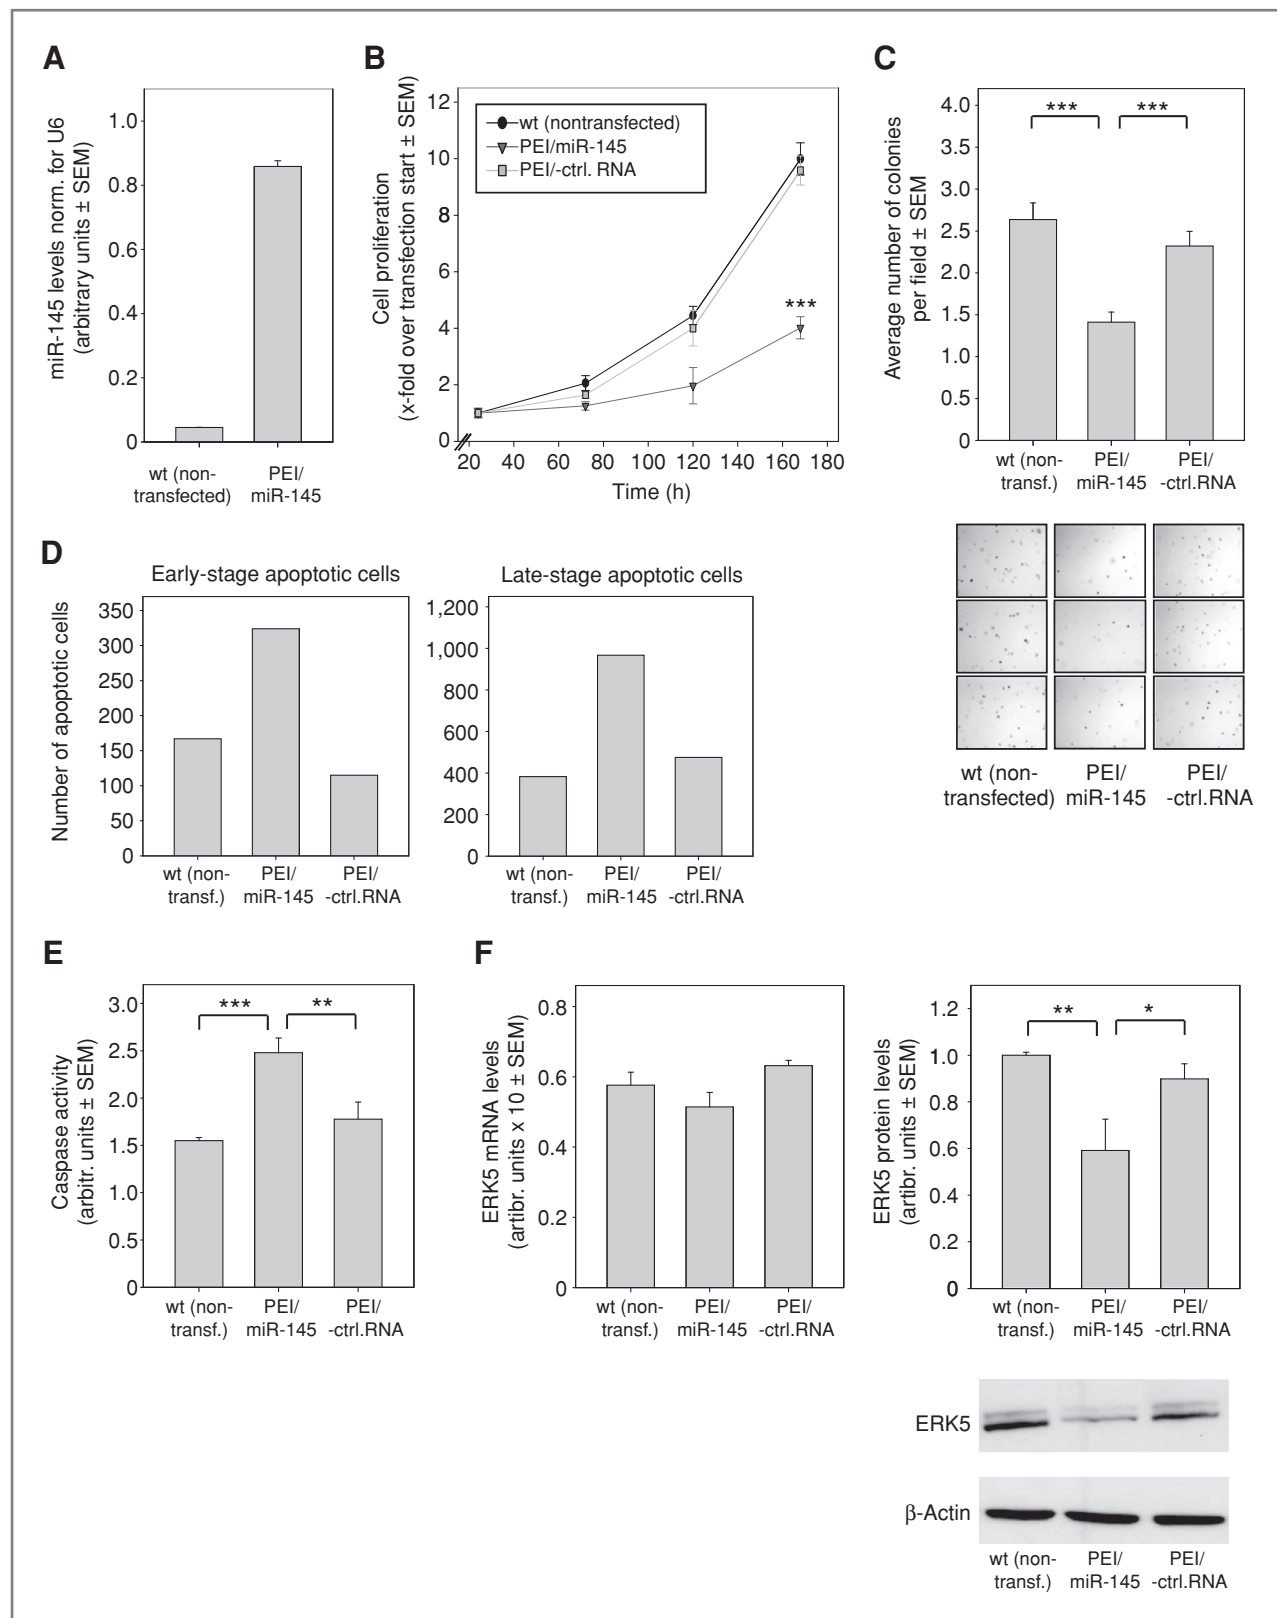 A
miR-145 levels norm. for U6
(arbitrary units ± SEM)
1.0
0.8
0.6
0.4
0.2
0
wt (non-
transfected)
PEI/
miR-145
B
Cell proliferation
(x-fold over transfection start ± SEM)
12
10
8
6
4
2
0
wt (nontransfected)
PEI/miR-145
PEI/-ctrl. RNA
***
20 40 60 80 100 120 140 160 180
Time (h)
C
Average number of colonies
per field ± SEM
4.0
3.5
3.0
2.5
2.0
1.5
1.0
0.5
0
*** ***
wt (non-
transf.)
PEI/
miR-145
PEI/
-ctrl.RNA
wt (non-
transfected)
PEI/
miR-145
PEI/
-ctrl.RNA
D
Number of apoptotic cells
Early-stage apoptotic cells
350
300
250
200
150
100
50
0
wt (non-
transf.)
PEI/
miR-145
PEI/
-ctrl.RNA
Late-stage apoptotic cells
1,200
1,000
800
600
400
200
0
wt (non-
transf.)
PEI/
miR-145
PEI/
-ctrl.RNA
E
Caspase activity
(arbitr. units ± SEM)
3.0
2.5
2.0
1.5
1.0
0.5
0
*** **
wt (non-
transf.)
PEI/
miR-145
PEI/
-ctrl.RNA
F
ERK5 mRNA levels
(artibr. units x 10 ± SEM)
0.8
0.6
0.4
0.2
0
wt (non-
transf.)
PEI/
miR-145
PEI/
-ctrl.RNA
ERK5 protein levels
(artibr. units ± SEM)
1.2
1.0
0.8
0.6
0.4
0.2
0
** *
wt (non-
transf.)
PEI/
miR-145
PEI/
-ctrl.RNA
ERK5
β-Actin
wt (non-
transf.)
PEI/
miR-145
PEI/
-ctrl.RNA